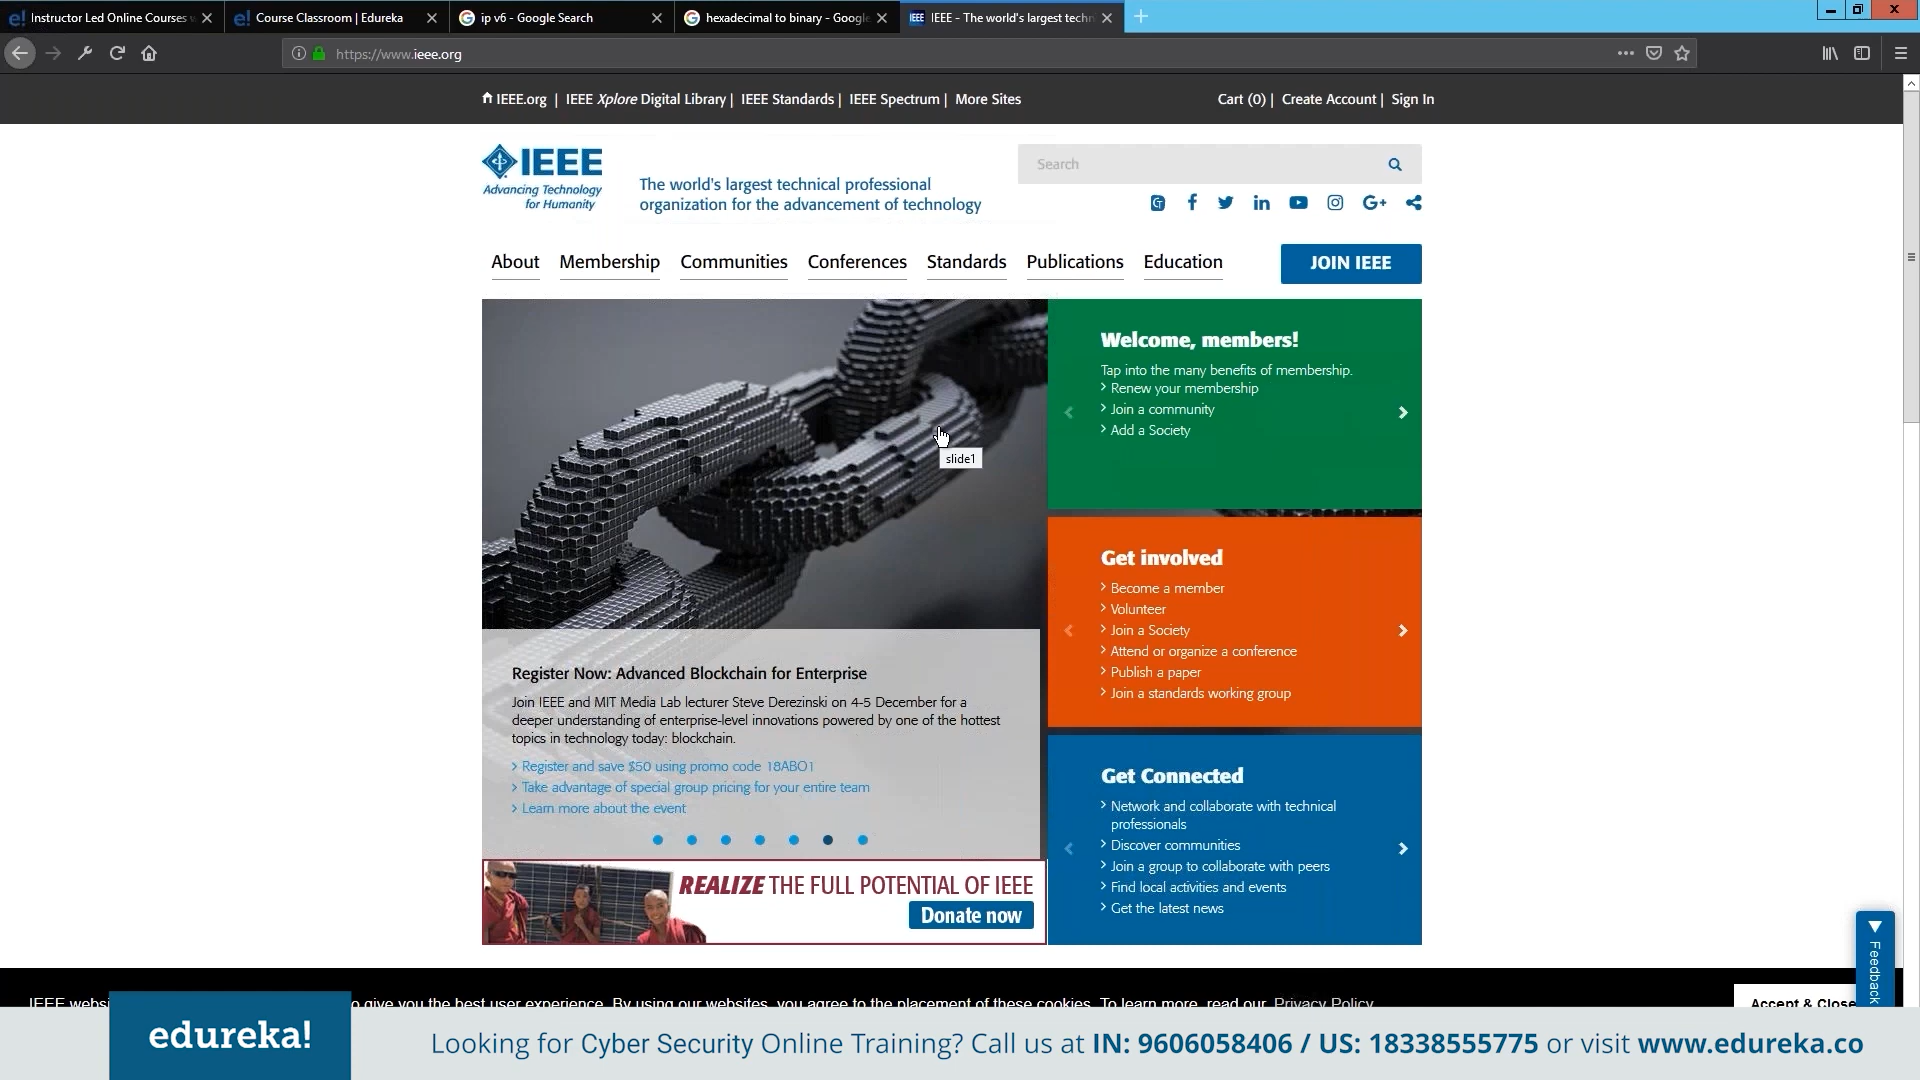 Instructor Led Online Courses
Course Classroom | Edureka
ip v6 - Google Search
hexadecimal to binary - Google
IEEE - The world's largest techn
https://www.ieee.org
IEEE.org | IEEE Xplore Digital Library | IEEE Standards | IEEE Spectrum | More Sites
Cart (0) | Create Account | Sign In
IEEE
Advancing Technology
for Humanity
The world's largest technical professional
organization for the advancement of technology
Search
About Membership Communities Conferences Standards Publications Education
JOIN IEEE
slide1
Register Now: Advanced Blockchain for Enterprise
Join IEEE and MIT Media Lab lecturer Steve Derezinski on 4-5 December for a
deeper understanding of enterprise-level innovations powered by one of the hottest
topics in technology today: blockchain.
Register and save $50 using promo code 18ABO1
Take advantage of special group pricing for your entire team
Learn more about the event
REALIZE THE FULL POTENTIAL OF IEEE
Donate now
Welcome, members!
Tap into the many benefits of membership.
Renew your membership
Join a community
Add a Society
Get involved
Become a member
Volunteer
Join a Society
Attend or organize a conference
Publish a paper
Join a standards working group
Get Connected
Network and collaborate with technical
professionals
Discover communities
Join a group to collaborate with peers
Find local activities and events
Get the latest news
Feedback
IEEE websi o give you the best user experience. By using our websites, you agree to the placement of these cookies. To learn more, read our Privacy Policy
Accept & Close
edureka!
Looking for Cyber Security Online Training? Call us at IN: 9606058406 / US: 18338555775 or visit www.edureka.co